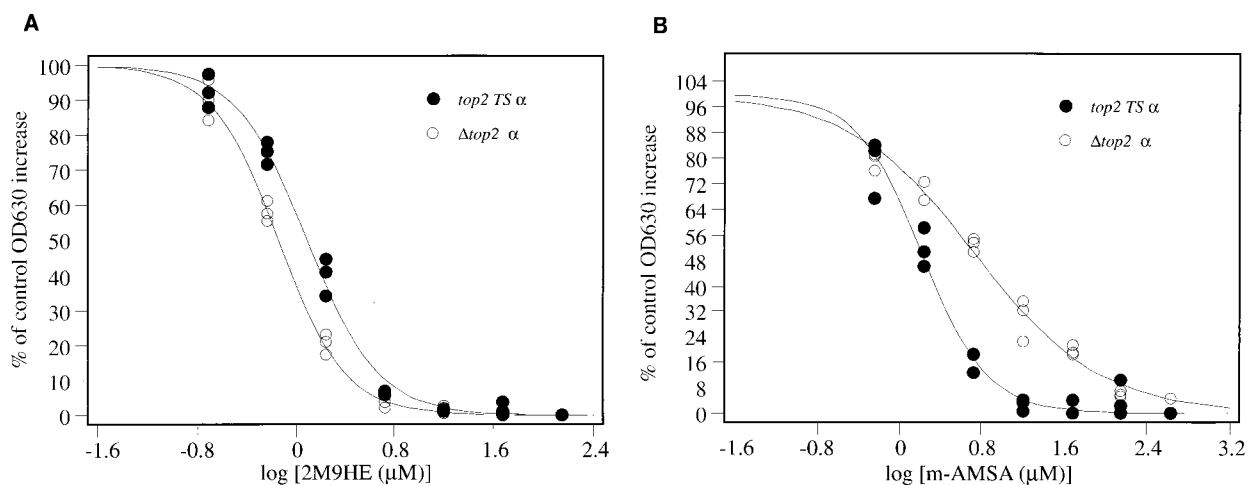 A
% of control OD630 increase
100
90
80
70
60
50
40
30
20
10
0
-1.6 -0.8 0 0.8 1.6 2.4
log [2M9HE (μM)]
top2 TS α
Δtop2 α
B
% of control OD630 increase
104
96
88
80
72
64
56
48
40
32
24
16
8
0
-1.6 -0.8 0 0.8 1.6 2.4 3.2
log [m-AMSA (μM)]
top2 TS α
Δtop2 α